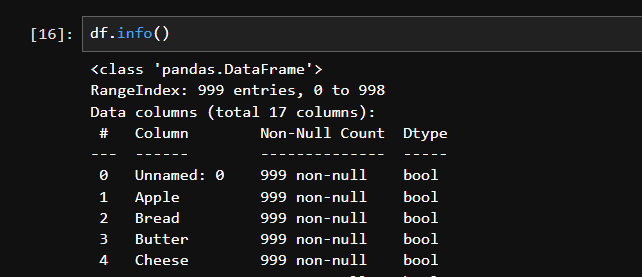 [16]: df.info()
<class 'pandas.DataFrame'>
RangeIndex: 999 entries, 0 to 998
Data columns (total 17 columns):
 #   Column      Non-Null Count  Dtype
---  ------      --------------  -----
 0   Unnamed: 0  999 non-null    bool
 1   Apple       999 non-null    bool
 2   Bread       999 non-null    bool
 3   Butter      999 non-null    bool
 4   Cheese      999 non-null    bool